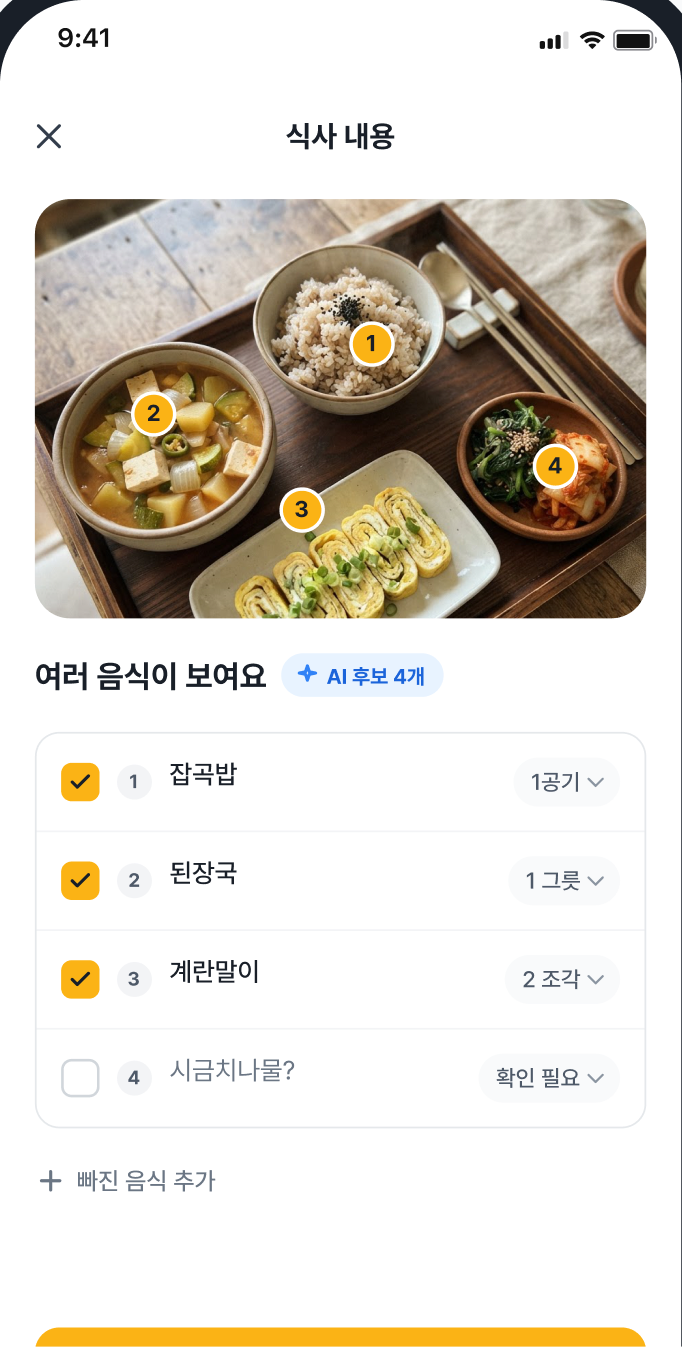 9:41
식사 내용
1
2
3
4
여러 음식이 보여요 AI 후보 4개
1 잡곡밥 1공기
2 된장국 1 그릇
3 계란말이 2 조각
4 시금치나물? 확인 필요
+ 빠진 음식 추가